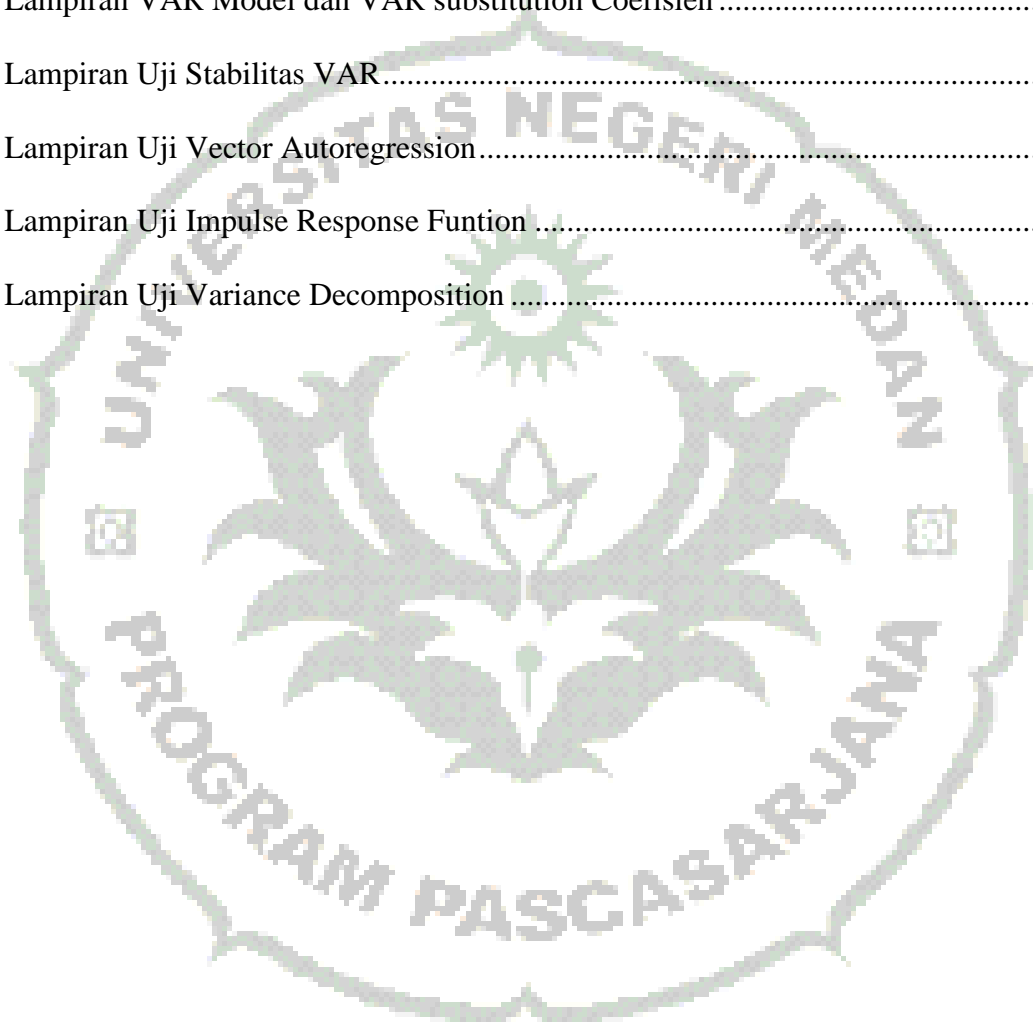 Lampiran VAR Model dan VAR substitution Coefisien ........................................
Lampiran Uji Stabilitas VAR................................................................................
Lampiran Uji Vector Autoregression....................................................................
Lampiran Uji Impulse Response Funtion .............................................................
Lampiran Uji Variance Decomposition ................................................................
UNIVERSITAS NEGERI MEDAN
PROGRAM PASCASARJANA